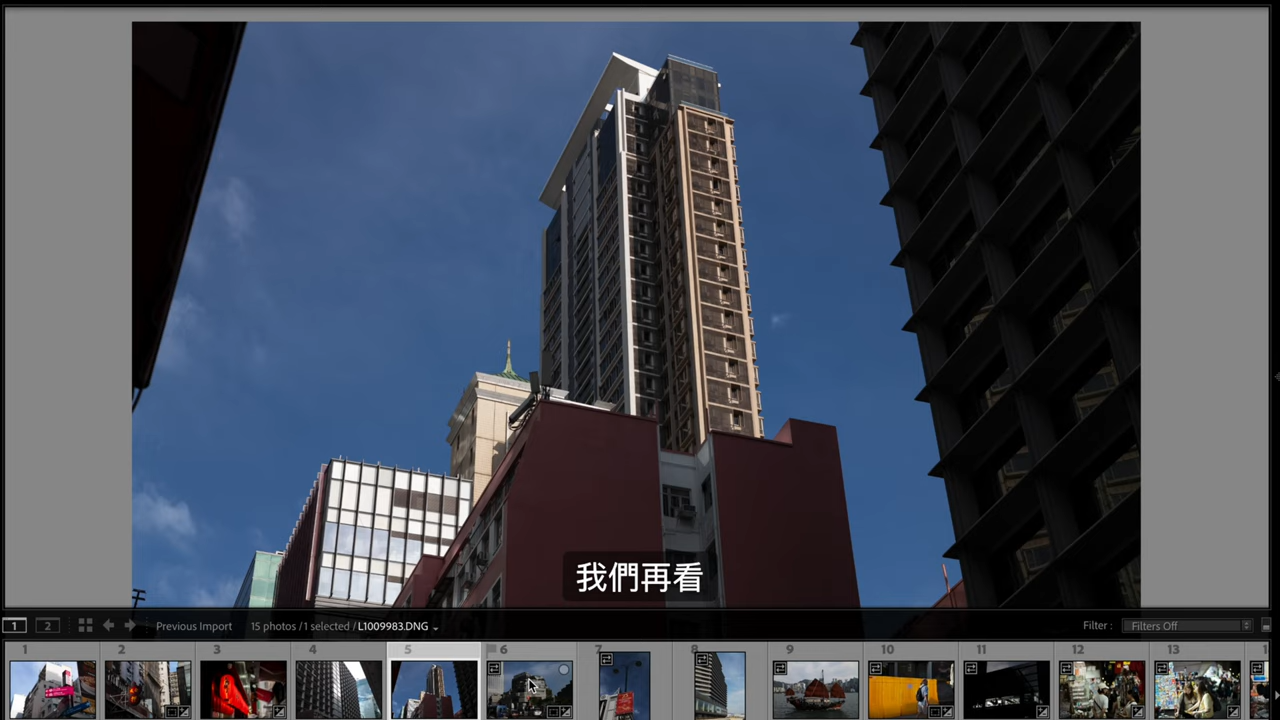 我們再看
1 2 Previous Import 15 photos / 1 selected / L1009983.DNG Filter : Filters Off
1 2 3 4 5 6 7 8 9 10 11 12 13